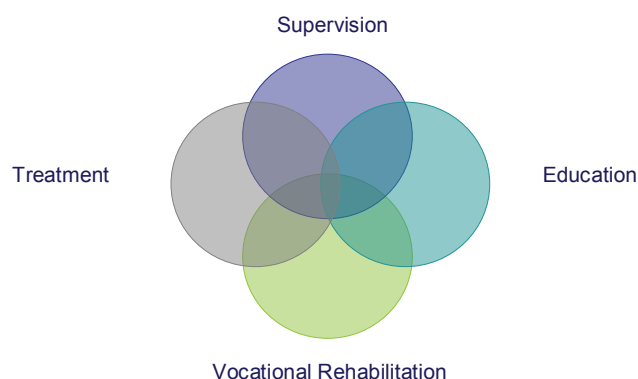 Supervision
Treatment
Education
Vocational Rehabilitation